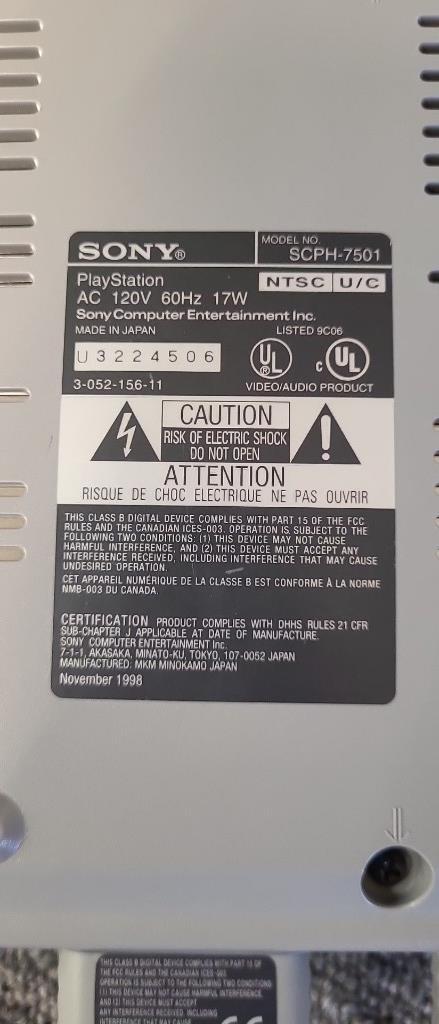 SONY®
MODEL NO.
SCPH-7501
PlayStation
NTSC U/C
AC 120V 60Hz 17W
Sony Computer Entertainment Inc.
MADE IN JAPAN
LISTED 9C06
U3224506
UL
®
c UL
3-052-156-11
VIDEO/AUDIO PRODUCT
CAUTION
RISK OF ELECTRIC SHOCK
DO NOT OPEN
ATTENTION
RISQUE DE CHOC ELECTRIQUE NE PAS OUVRIR
THIS CLASS B DIGITAL DEVICE COMPLIES WITH PART 15 OF THE FCC
RULES AND THE CANADIAN ICES-003. OPERATION IS SUBJECT TO THE
FOLLOWING TWO CONDITIONS: (1) THIS DEVICE MAY NOT CAUSE
HARMFUL INTERFERENCE, AND (2) THIS DEVICE MUST ACCEPT ANY
INTERFERENCE RECEIVED, INCLUDING INTERFERENCE THAT MAY CAUSE
UNDESIRED OPERATION.
CET APPAREIL NUMÉRIQUE DE LA CLASSE B EST CONFORME À LA NORME
NMB-003 DU CANADA.
CERTIFICATION PRODUCT COMPLIES WITH DHHS RULES 21 CFR
SUB-CHAPTER J APPLICABLE AT DATE OF MANUFACTURE.
SONY COMPUTER ENTERTAINMENT Inc.
7-1-1, AKASAKA, MINATO-KU, TOKYO, 107-0052 JAPAN
MANUFACTURED: MKM MINOKAMO JAPAN
November 1998
THIS CLASS B DIGITAL DEVICE COMPLIES WITH PART 15 OF
THE FCC RULES AND THE CANADIAN ICES-003
OPERATION IS SUBJECT TO THE FOLLOWING TWO CONDITIONS:
(1) THIS DEVICE MAY NOT CAUSE HARMFUL INTERFERENCE,
AND (2) THIS DEVICE MUST ACCEPT
ANY INTERFERENCE RECEIVED, INCLUDING
INTERFERENCE THAT MAY CAUSE